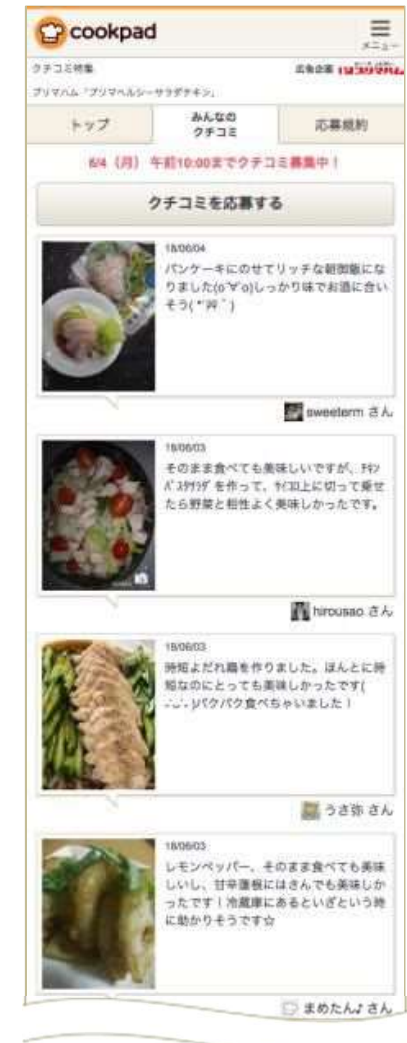 cookpad
メニュー
クチコミ特集
広告企画
プリマハム「プリマヘルシーサラダチキン」
トップ
みんなの
クチコミ
応募規約
6/4（月）午前10:00までクチコミ募集中！
クチコミを応募する
18/06/04
パンケーキにのせてリッチな朝御飯にな
りました(o'∀'o)しっかり味でお酒に合い
そう( *´艸｀)
sweeterm さん
18/06/03
そのまま食べても美味しいですが、ﾁｷﾝ
ﾊﾟｽﾀｻﾗﾀﾞを作って、ｻｲｺﾛ上に切って乗せ
たら野菜と相性よく美味しかったです。
hirousao さん
18/06/03
時短よだれ鶏を作りました。ほんとに時
短なのにとっても美味しかったです(
パクパク食べちゃいました！
うさ弥 さん
18/06/03
レモンペッパー、そのまま食べても美味
しいし、甘辛蓮根にはさんでも美味しか
ったです！冷蔵庫にあるといざという時
に助かりそうです☆
まめたん♪ さん